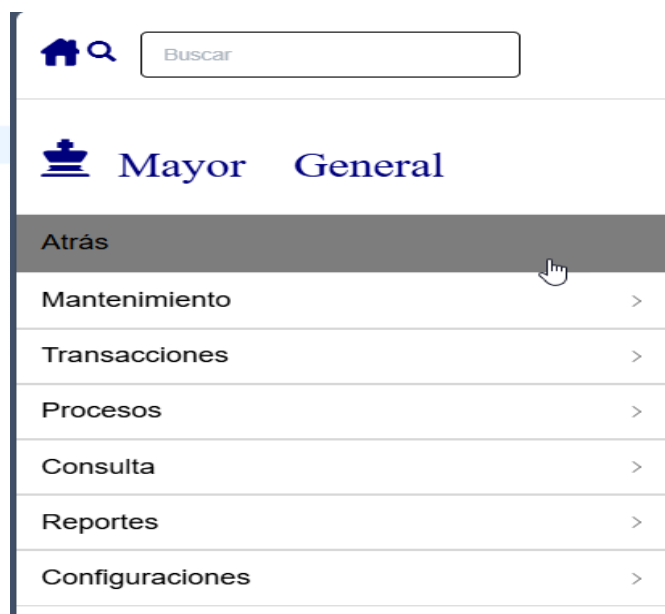 Buscar
Mayor General
Atrás
Mantenimiento
Transacciones
Procesos
Consulta
Reportes
Configuraciones